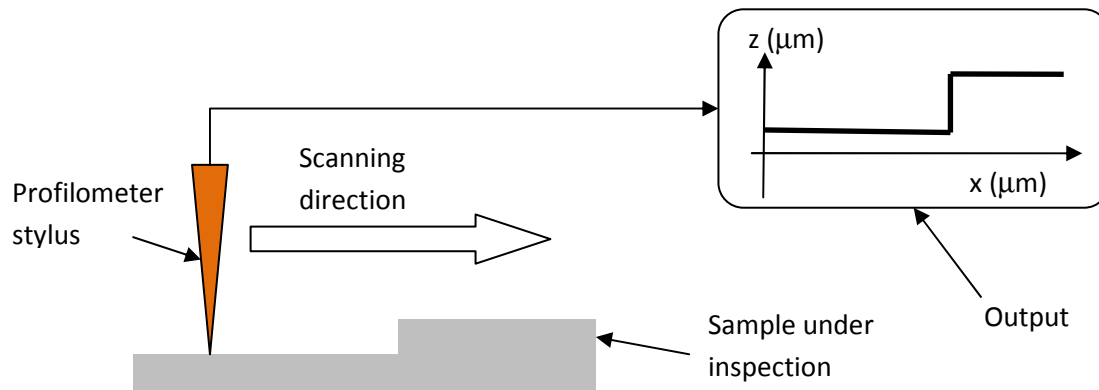 z (μm)
x (μm)
Scanning
direction
Profilometer
stylus
Sample under
inspection
Output